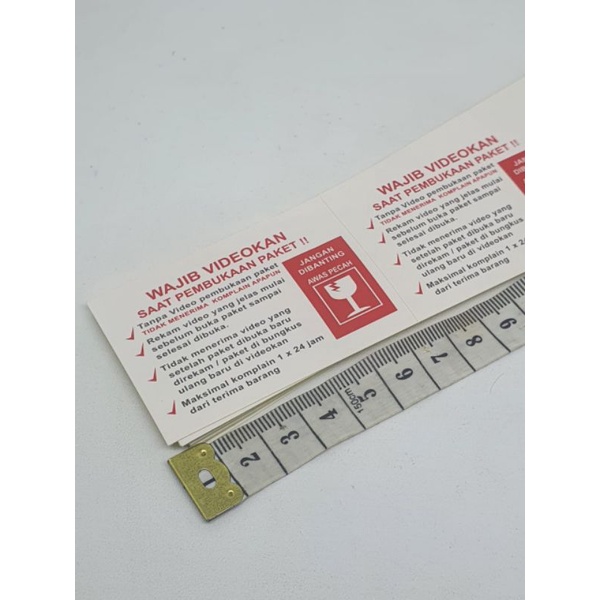 WAJIB VIDEOKAN
SAAT PEMBUKAAN PAKET !!
Tanpa Video pembukaan paket
TIDAK MENERIMA KOMPLAIN APAPUN
Rekam video yang jelas mulai
sebelum buka paket sampai
selesai dibuka.
Tidak menerima video yang
setelah paket dibuka baru
direkam / paket di bungkus
ulang baru di videokan
Maksimal komplain 1 x 24 jam
dari terima barang
JANGAN
DIBANTING
AWAS PECAH
WAJIB VIDEOKAN
SAAT PEMBUKAAN PAKET !!
Tanpa Video pembukaan paket
TIDAK MENERIMA KOMPLAIN APAPUN
Rekam video yang jelas mulai
sebelum buka paket sampai
selesai dibuka.
Tidak menerima video yang
setelah paket dibuka baru
direkam / paket di bungkus
ulang baru di videokan
Maksimal komplain 1 x 24
dari terima barang
1 2 3 4 150cm 5 6 7 8 9